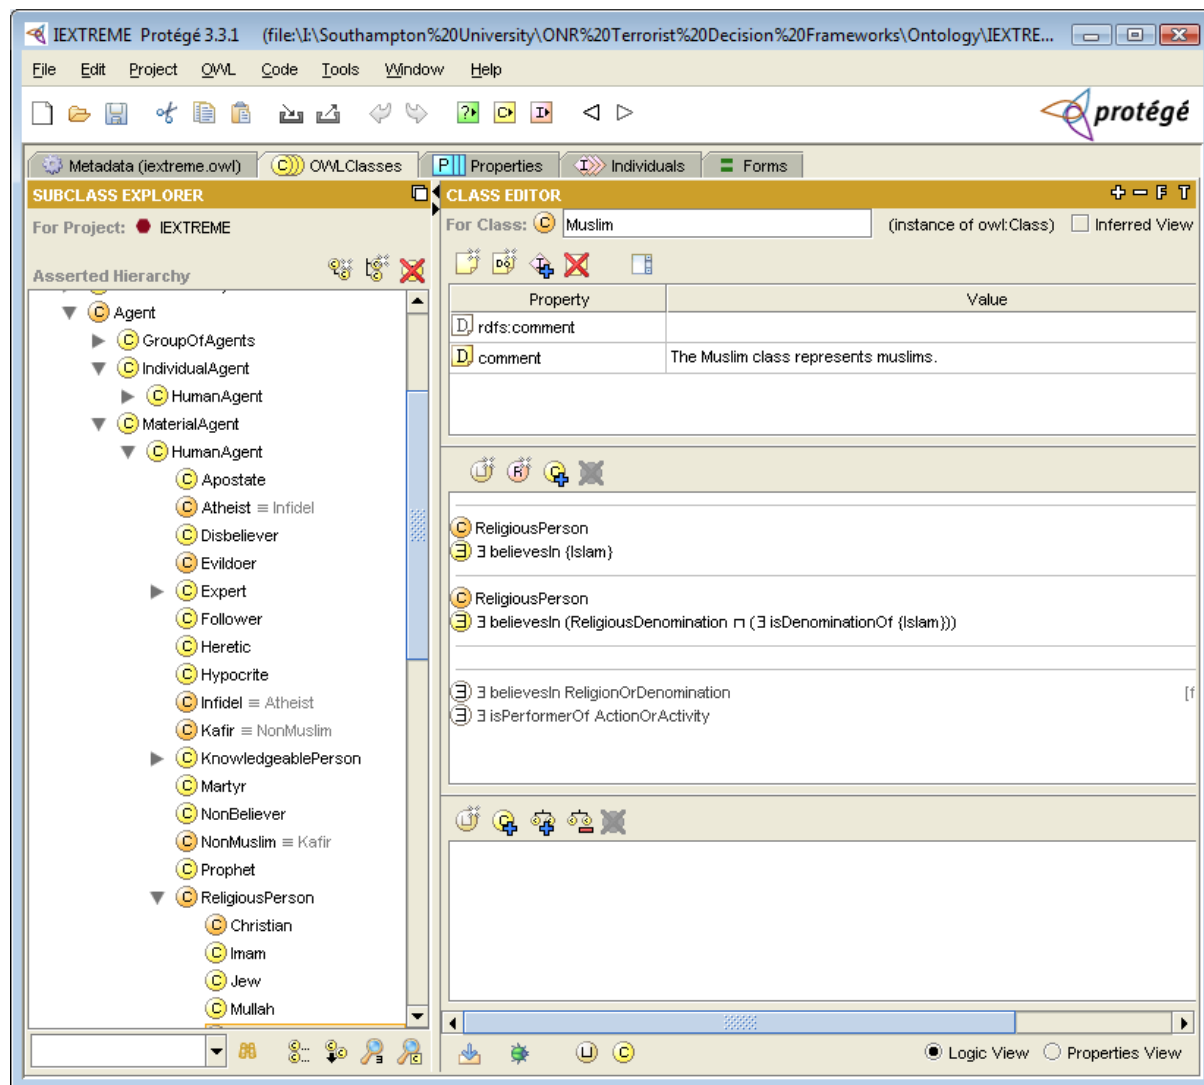 IEXTREME Protégé 3.3.1 (file:\I:\Southampton%20University\ONR%20Terrorist%20Decision%20Frameworks\Ontology\IEXTRE...
File Edit Project OWL Code Tools Window Help
protégé
Metadata (iextreme.owl) OWLClasses Properties Individuals Forms
SUBCLASS EXPLORER
For Project: IEXTREME
Asserted Hierarchy
Agent
GroupOfAgents
IndividualAgent
HumanAgent
MaterialAgent
HumanAgent
Apostate
Atheist ≡ Infidel
Disbeliever
Evildoer
Expert
Follower
Heretic
Hypocrite
Infidel ≡ Atheist
Kafir ≡ NonMuslim
KnowledgeablePerson
Martyr
NonBeliever
NonMuslim ≡ Kafir
Prophet
ReligiousPerson
Christian
Imam
Jew
Mullah
CLASS EDITOR
For Class: Muslim (instance of owl:Class) Inferred View
Property Value
rdfs:comment
comment The Muslim class represents muslims.
ReligiousPerson
∃ believesIn {Islam}
ReligiousPerson
∃ believesIn (ReligiousDenomination ⊓ (∃ isDenominationOf {Islam}))
∃ believesIn ReligionOrDenomination [f
∃ isPerformerOf ActionOrActivity
Logic View Properties View